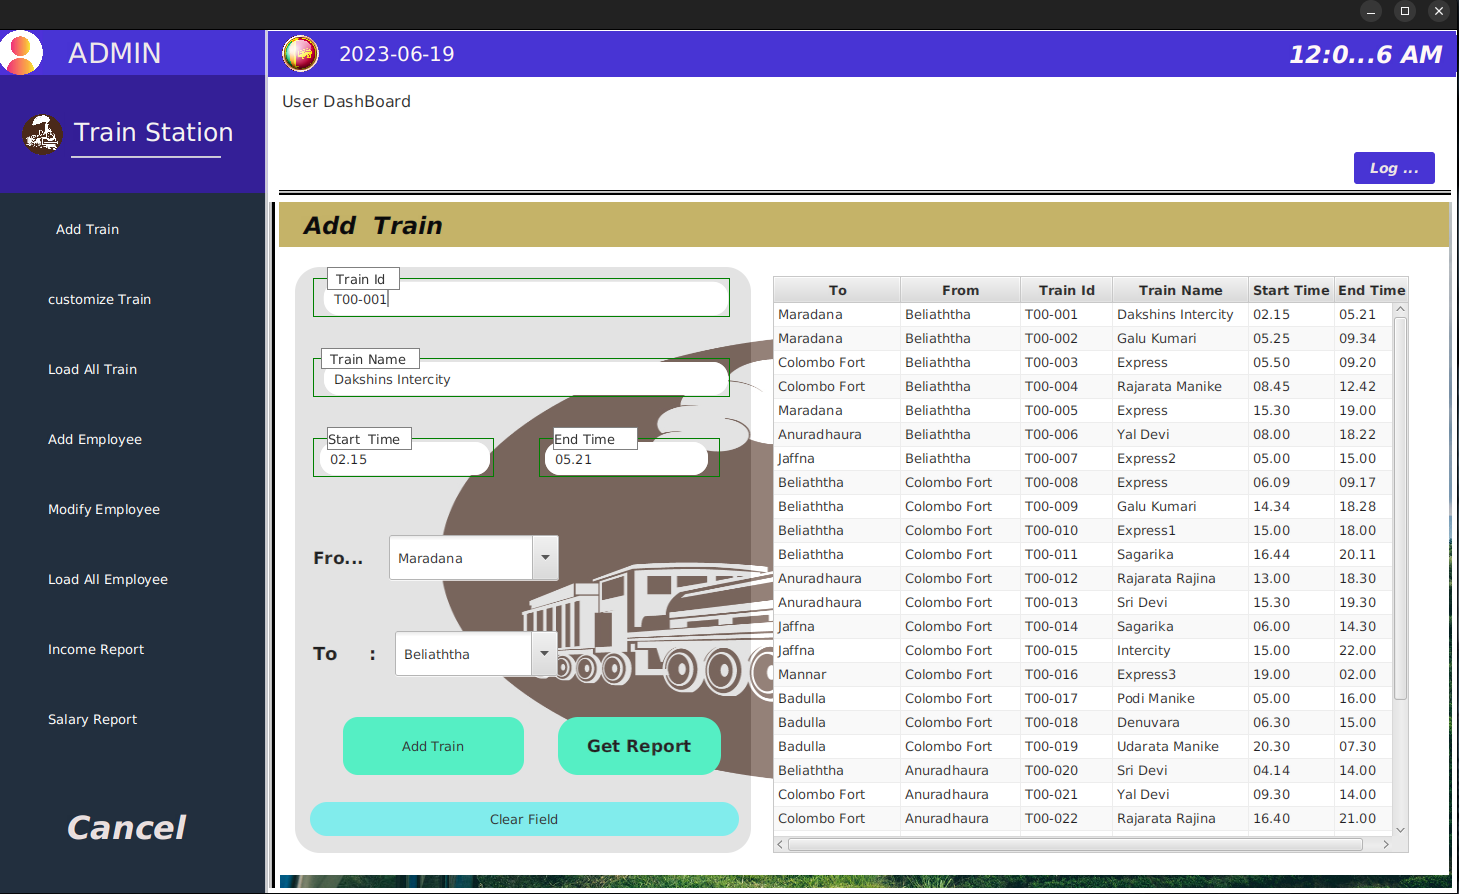 ADMIN
2023-06-19
12:0...6 AM
User DashBoard
Train Station
Log ...
Add Train
customize Train
Load All Train
Add Employee
Modify Employee
Load All Employee
Income Report
Salary Report
Cancel
Add Train
Train Id
T00-001
Train Name
Dakshins Intercity
Start Time
02.15
End Time
05.21
Fro...
Maradana
To :
Beliaththa
Add Train
Get Report
Clear Field
To From Train Id Train Name Start Time End Time
Maradana Beliaththa T00-001 Dakshins Intercity 02.15 05.21
Maradana Beliaththa T00-002 Galu Kumari 05.25 09.34
Colombo Fort Beliaththa T00-003 Express 05.50 09.20
Colombo Fort Beliaththa T00-004 Rajarata Manike 08.45 12.42
Maradana Beliaththa T00-005 Express 15.30 19.00
Anuradhaura Beliaththa T00-006 Yal Devi 08.00 18.22
Jaffna Beliaththa T00-007 Express2 05.00 15.00
Beliaththa Colombo Fort T00-008 Express 06.09 09.17
Beliaththa Colombo Fort T00-009 Galu Kumari 14.34 18.28
Beliaththa Colombo Fort T00-010 Express1 15.00 18.00
Beliaththa Colombo Fort T00-011 Sagarika 16.44 20.11
Anuradhaura Colombo Fort T00-012 Rajarata Rajina 13.00 18.30
Anuradhaura Colombo Fort T00-013 Sri Devi 15.30 19.30
Jaffna Colombo Fort T00-014 Sagarika 06.00 14.30
Jaffna Colombo Fort T00-015 Intercity 15.00 22.00
Mannar Colombo Fort T00-016 Express3 19.00 02.00
Badulla Colombo Fort T00-017 Podi Manike 05.00 16.00
Badulla Colombo Fort T00-018 Denuvara 06.30 15.00
Badulla Colombo Fort T00-019 Udarata Manike 20.30 07.30
Beliaththa Anuradhaura T00-020 Sri Devi 04.14 14.00
Colombo Fort Anuradhaura T00-021 Yal Devi 09.30 14.00
Colombo Fort Anuradhaura T00-022 Rajarata Rajina 16.40 21.00